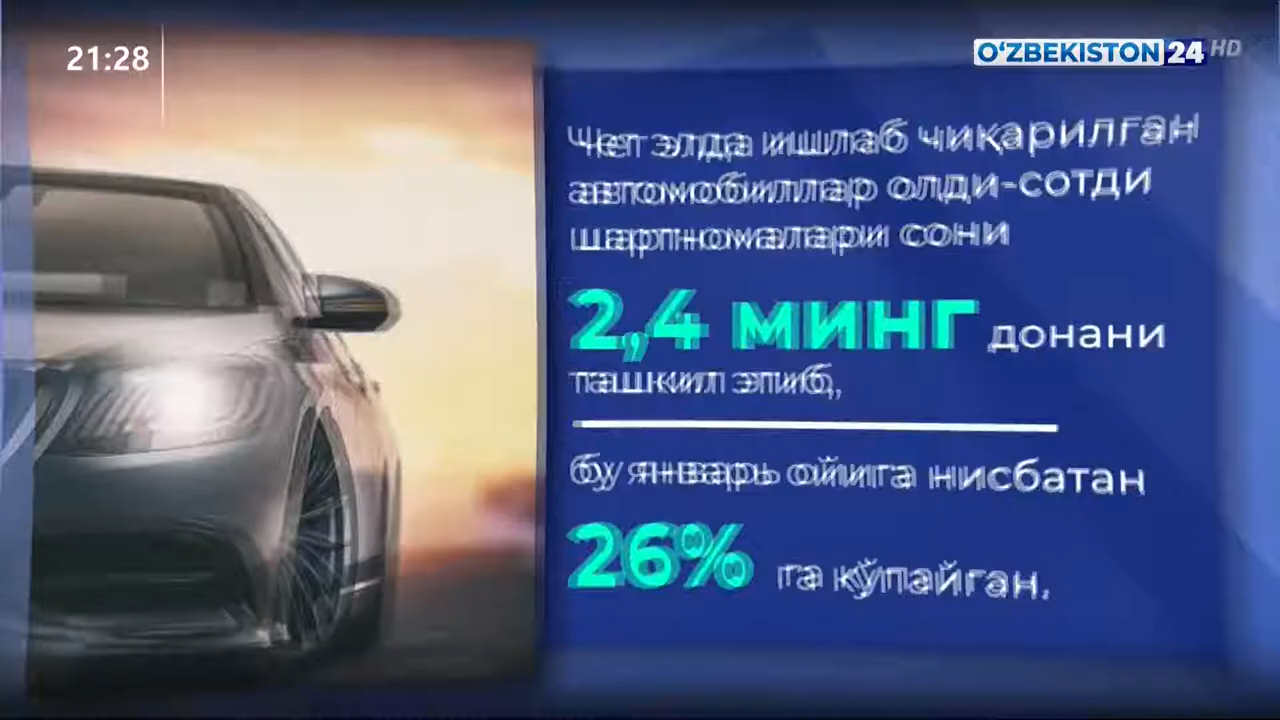 21:28
O‘ZBEKISTON 24 HD
Чет элда ишлаб чиқарилган
автомобиллар олди-сотди
шартномалари сони
2,4 минг донани
ташкил этиб,
бу январь ойига нисбатан
26% га кўпайган.